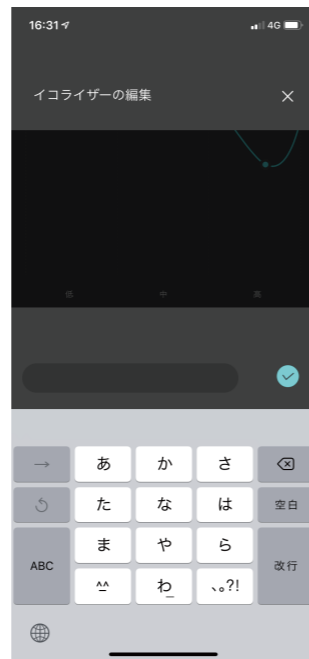 16:31 4G
イコライザーの編集
低 中 高
→ あ か さ
た な は 空白
ABC ま や ら 改行
^^ わ_ 、。?!